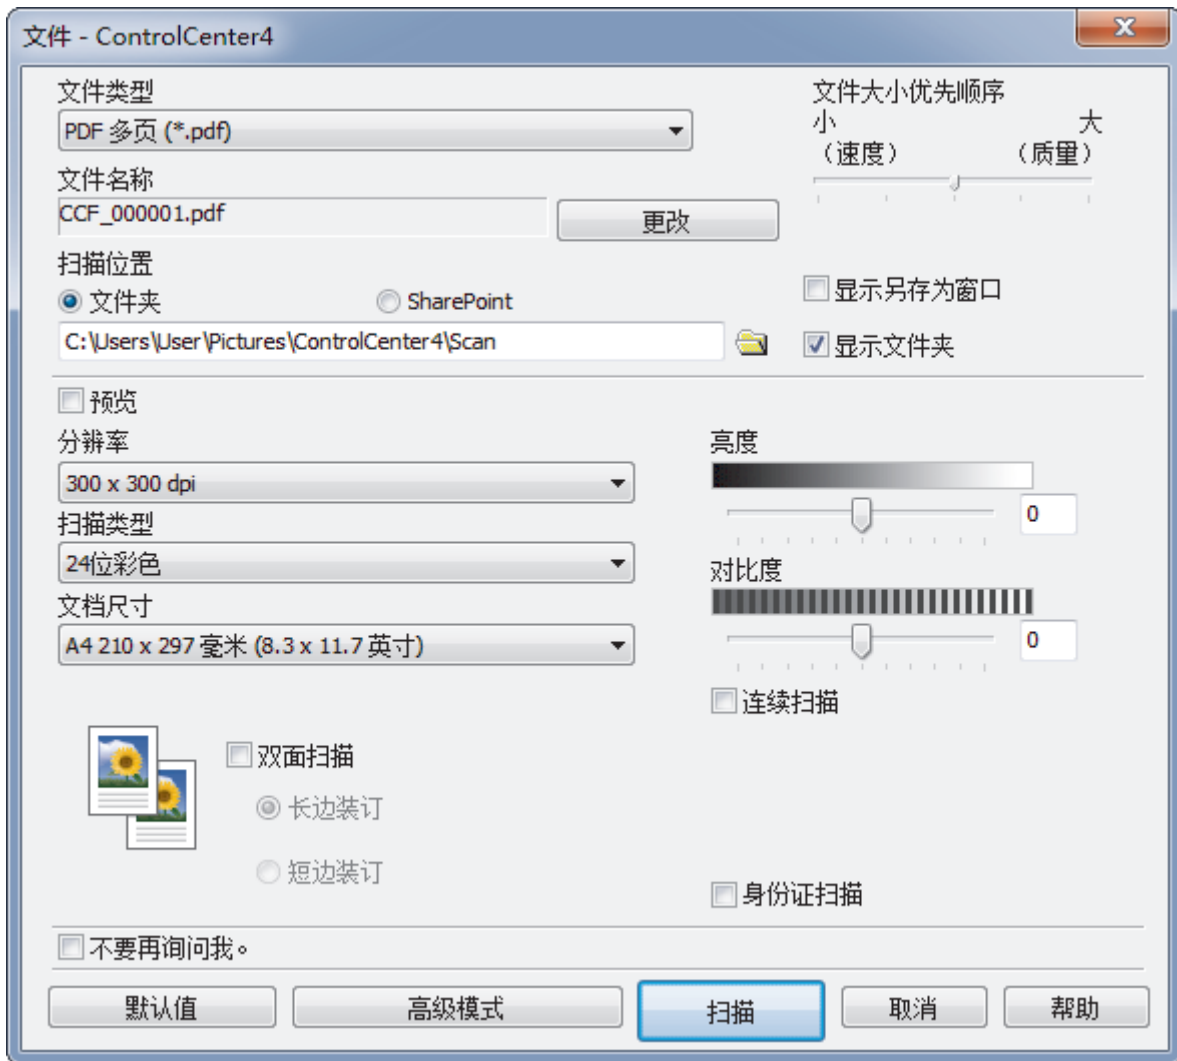 文件 - ControlCenter4
文件类型
PDF 多页 (*.pdf)
文件大小优先顺序
小 大
（速度） （质量）
文件名称
CCF_000001.pdf
更改
扫描位置
文件夹 SharePoint
显示另存为窗口
C:\Users\User\Pictures\ControlCenter4\Scan
显示文件夹
预览
分辨率
300 x 300 dpi
扫描类型
24位彩色
文档尺寸
A4 210 x 297 毫米 (8.3 x 11.7 英寸)
亮度
0
对比度
0
连续扫描
双面扫描
长边装订
短边装订
身份证扫描
不要再询问我。
默认值 高级模式 扫描 取消 帮助